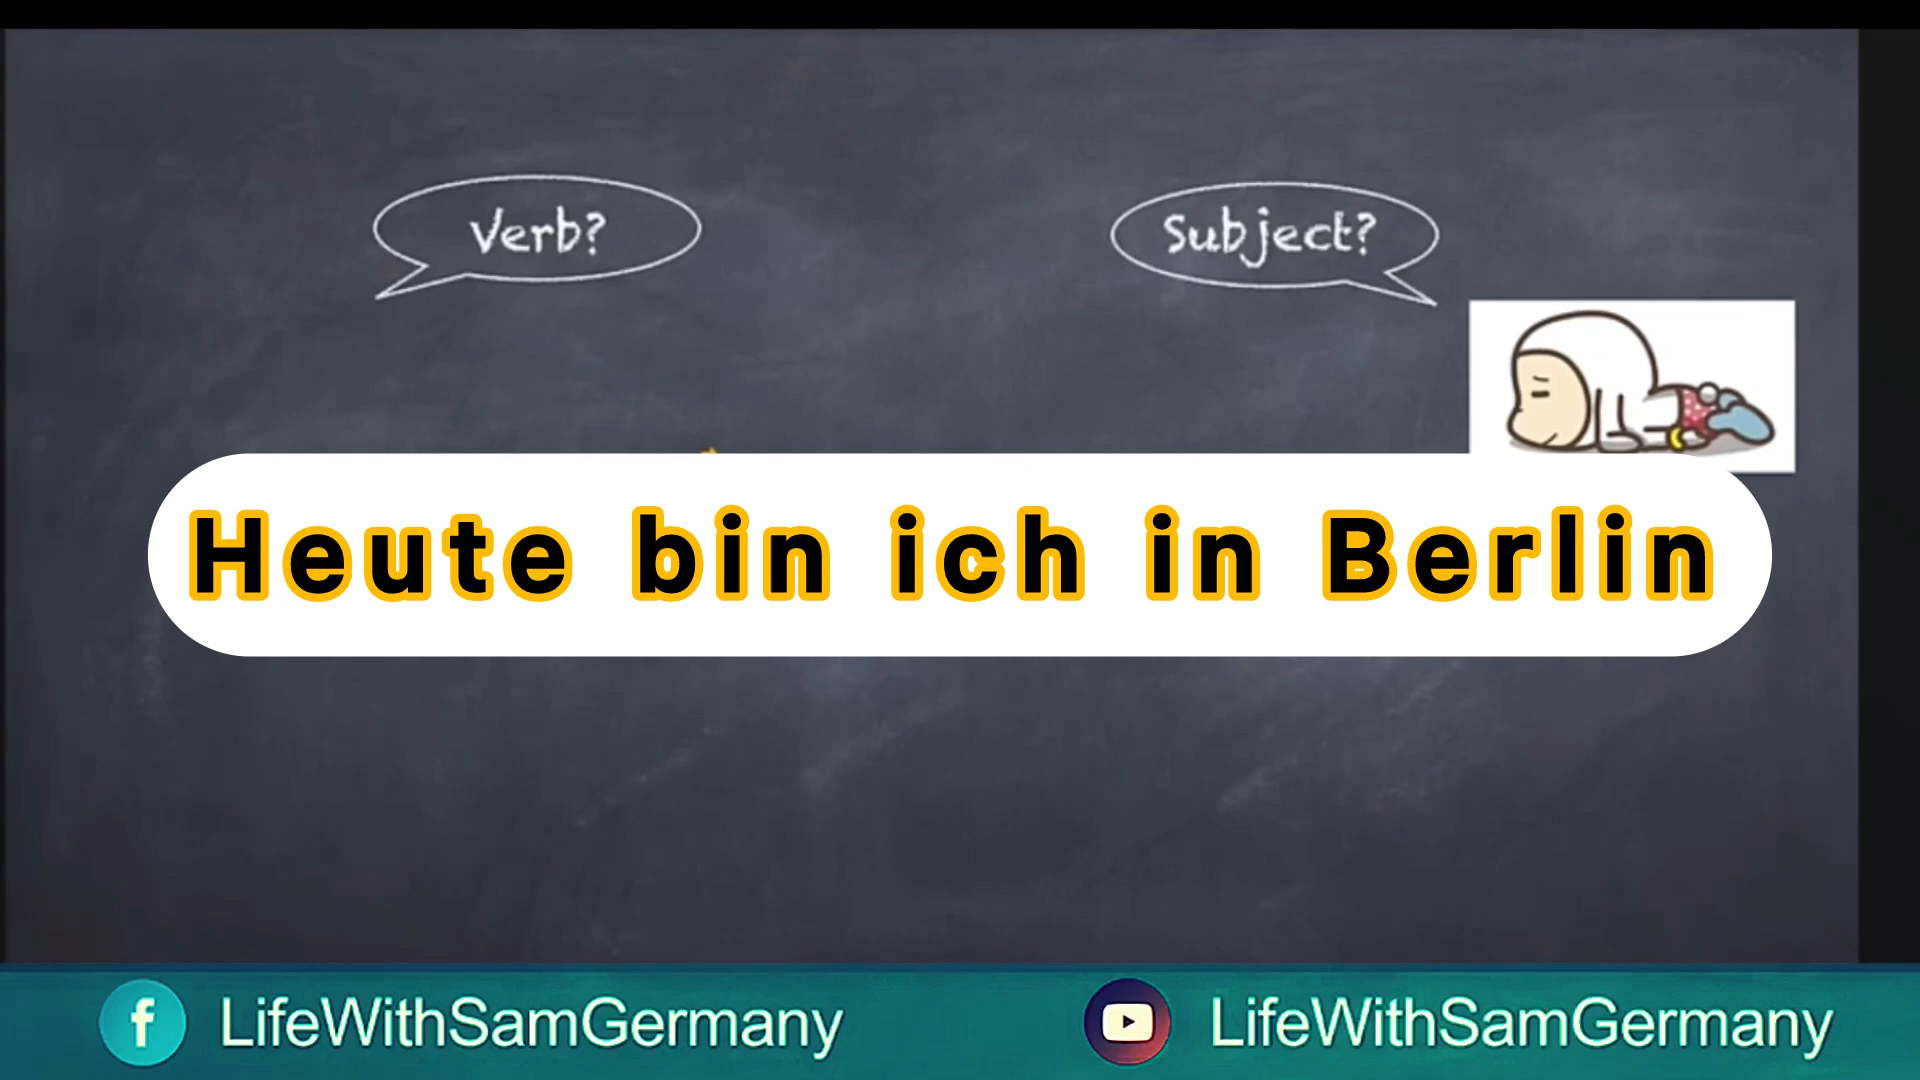 Verb?
Subject?
Heute bin ich in Berlin
LifeWithSamGermany
LifeWithSamGermany